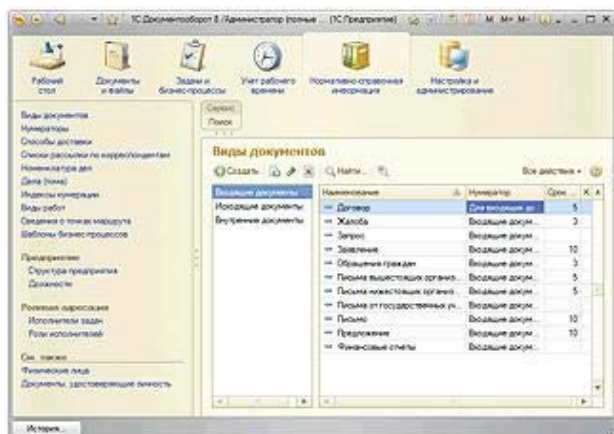 1С:Документооборот 8 /Администратор (полные ... (1С:Предприятие)
M M+ M-
Рабочий стол
Документы и файлы
Задачи и бизнес-процессы
Учет рабочего времени
Нормативно-справочная информация
Настройка и администрирование
Виды документов
Нумераторы
Способы доставки
Списки рассылки по корреспондентам
Номенклатура дел
Дела (тома)
Индексы нумерации
Виды работ
Сведения о точках маршрута
Шаблоны бизнес-процессов
Предприятие
Структура предприятия
Должности
Ролевая адресация
Исполнители задач
Роли исполнителей
См. также
Физические лица
Документы, удостоверяющие личность
Сервис
Поиск
Виды документов
Создать
Найти...
Все действия
Входящие документы
Исходящие документы
Внутренние документы
Наименование Нумератор Срок ... К
Договор Для входящих до 5
Жалоба Входящие докум... 3
Запрос Входящие докум...
Заявление Входящие докум... 10
Обращения граждан Входящие докум... 3
Письма вышестоящих организ... Входящие докум... 5
Письма нижестоящих организ... Входящие докум... 5
Письма от государственных уч... Входящие докум...
Письмо Входящие докум... 10
Предложение Входящие докум... 10
Финансовые отчеты Входящие докум...
История...